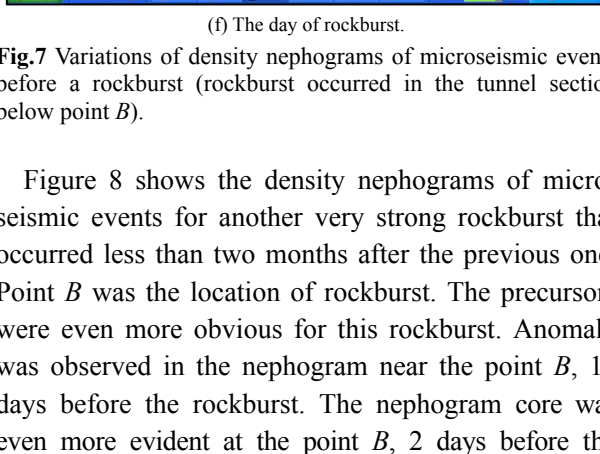 (f) The day of rockburst.
Fig.7 Variations of density nephograms of microseismic even
before a rockburst (rockburst occurred in the tunnel sectio
below point B).
Figure 8 shows the density nephograms of micro
seismic events for another very strong rockburst tha
occurred less than two months after the previous one
Point B was the location of rockburst. The precursor
were even more obvious for this rockburst. Anomal
was observed in the nephogram near the point B, 1
days before the rockburst. The nephogram core wa
even more evident at the point B, 2 days before th